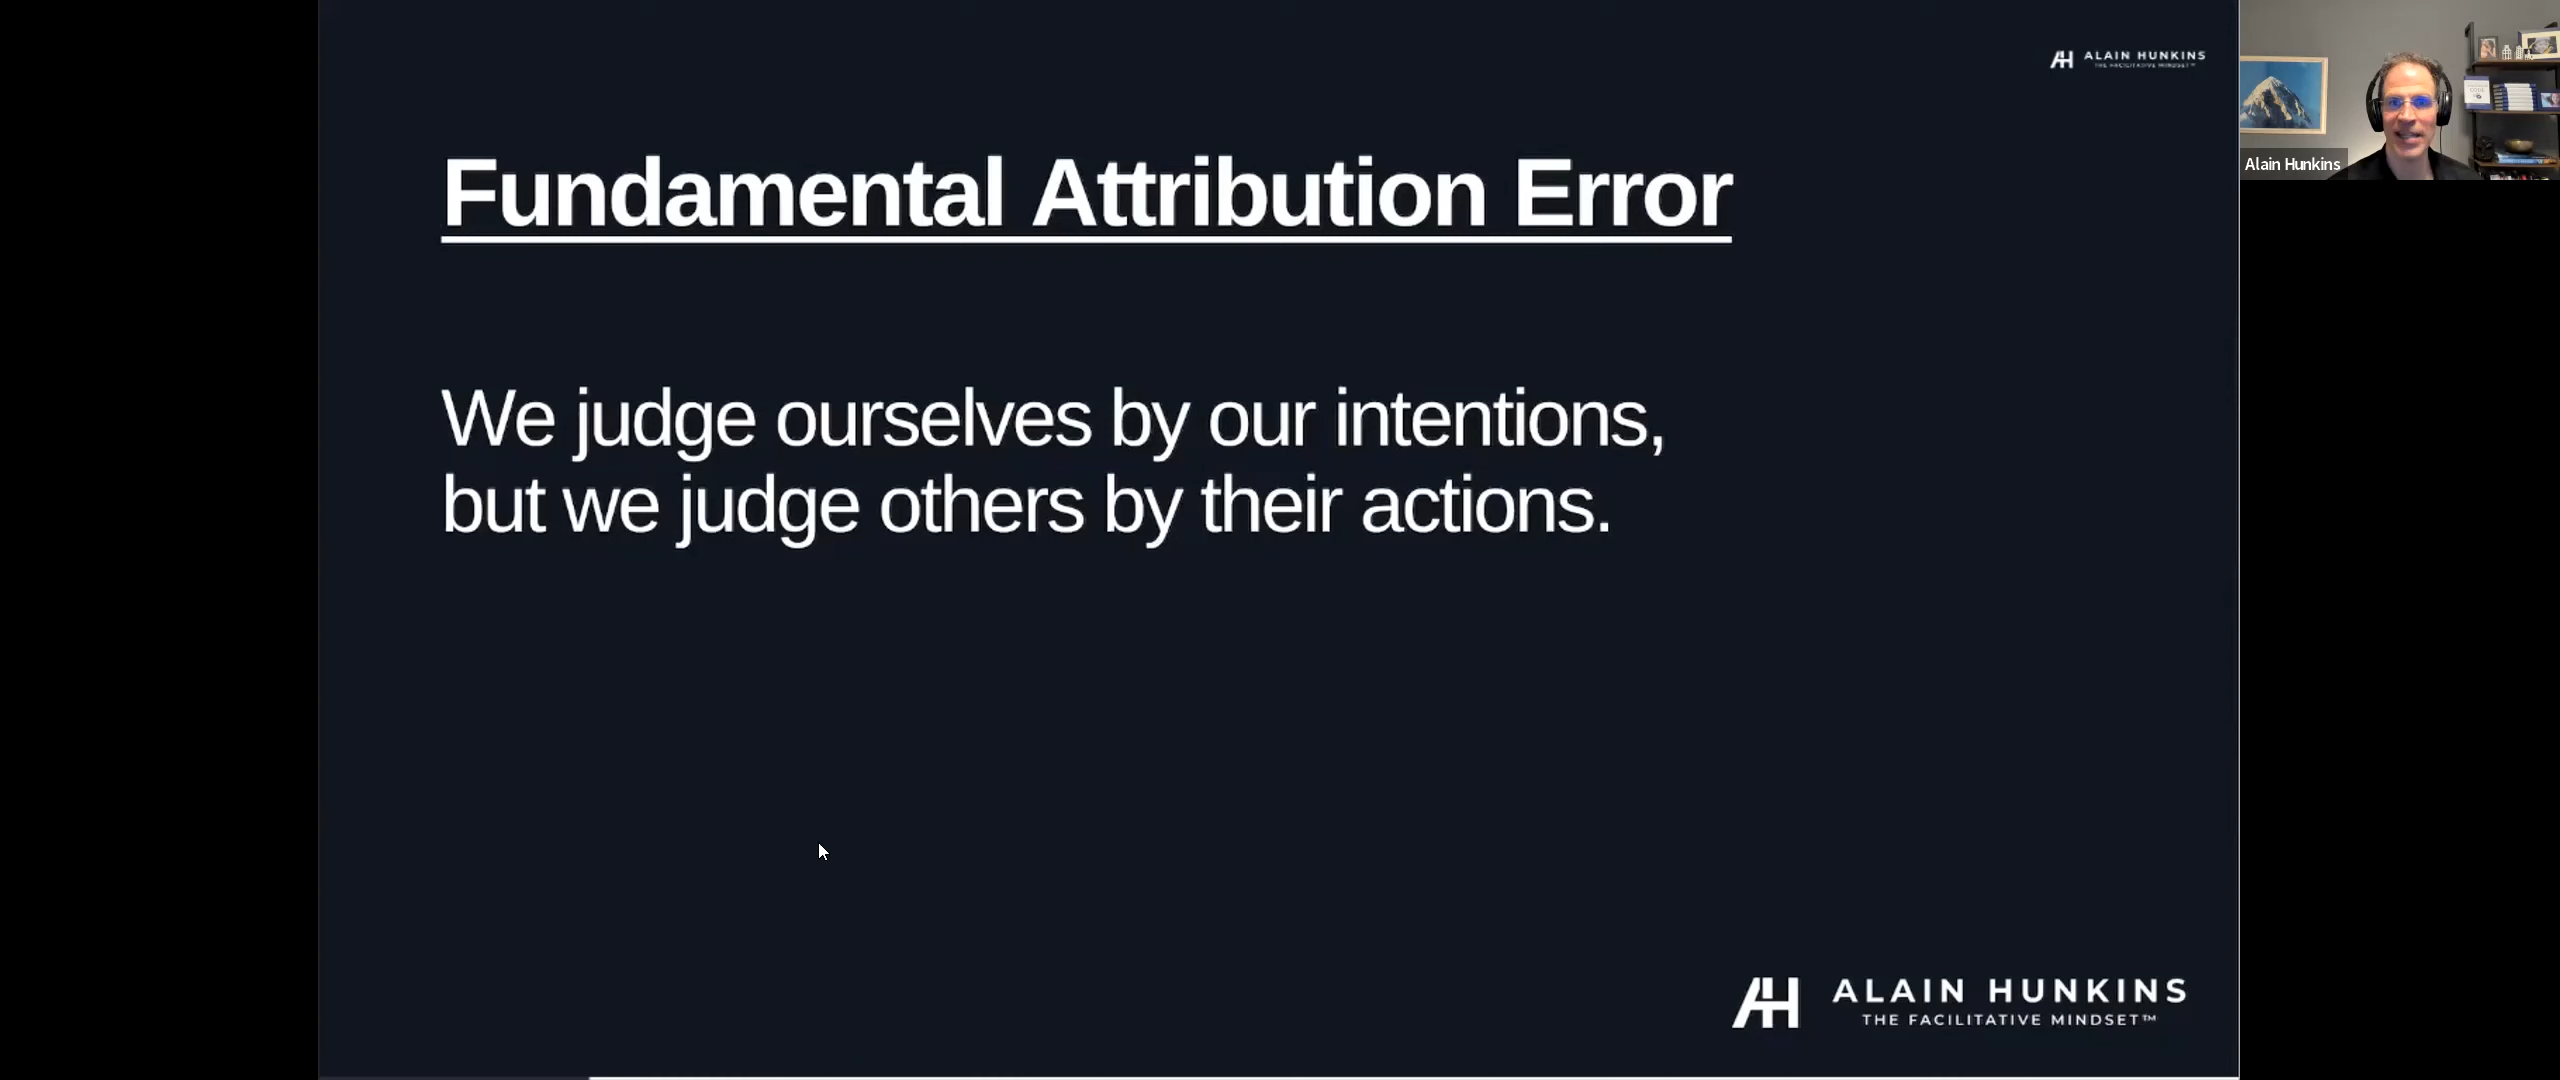 ALAIN HUNKINS
THE FACILITATIVE MINDSET™
Fundamental Attribution Error
We judge ourselves by our intentions,
but we judge others by their actions.
AH ALAIN HUNKINS
THE FACILITATIVE MINDSET™
Alain Hunkins